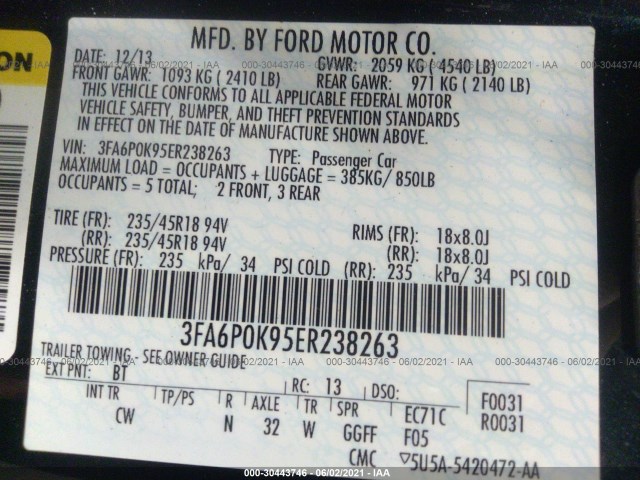 ON
MFD. BY FORD MOTOR CO.
DATE: 12/13 GVWR: 2059 KG ( 4540 LB)
FRONT GAWR: 1093 KG ( 2410 LB) REAR GAWR: 971 KG ( 2140 LB)
THIS VEHICLE CONFORMS TO ALL APPLICABLE FEDERAL MOTOR
VEHICLE SAFETY, BUMPER, AND THEFT PREVENTION STANDARDS
IN EFFECT ON THE DATE OF MANUFACTURE SHOWN ABOVE.
VIN: 3FA6P0K95ER238263 TYPE: Passenger Car
MAXIMUM LOAD = OCCUPANTS + LUGGAGE = 385KG/ 850LB
OCCUPANTS = 5 TOTAL; 2 FRONT, 3 REAR
TIRE (FR): 235/45R18 94V RIMS (FR): 18x8.0J
(RR): 235/45R18 94V (RR): 18x8.0J
PRESSURE (FR): 235 kPa/ 34 PSI COLD (RR): 235 kPa/ 34 PSI COLD
3FA6P0K95ER238263
TRAILER TOWING - SEE OWNER GUIDE
EXT PNT: BT RC: 13 DSO: F0031
R0031
INT TR TP/PS R AXLE TR SPR EC71C
CW N 32 W GGFF F05
CMC ▽5U5A-5420472-AA
000-30443746 - 06/02/2021 - IAA